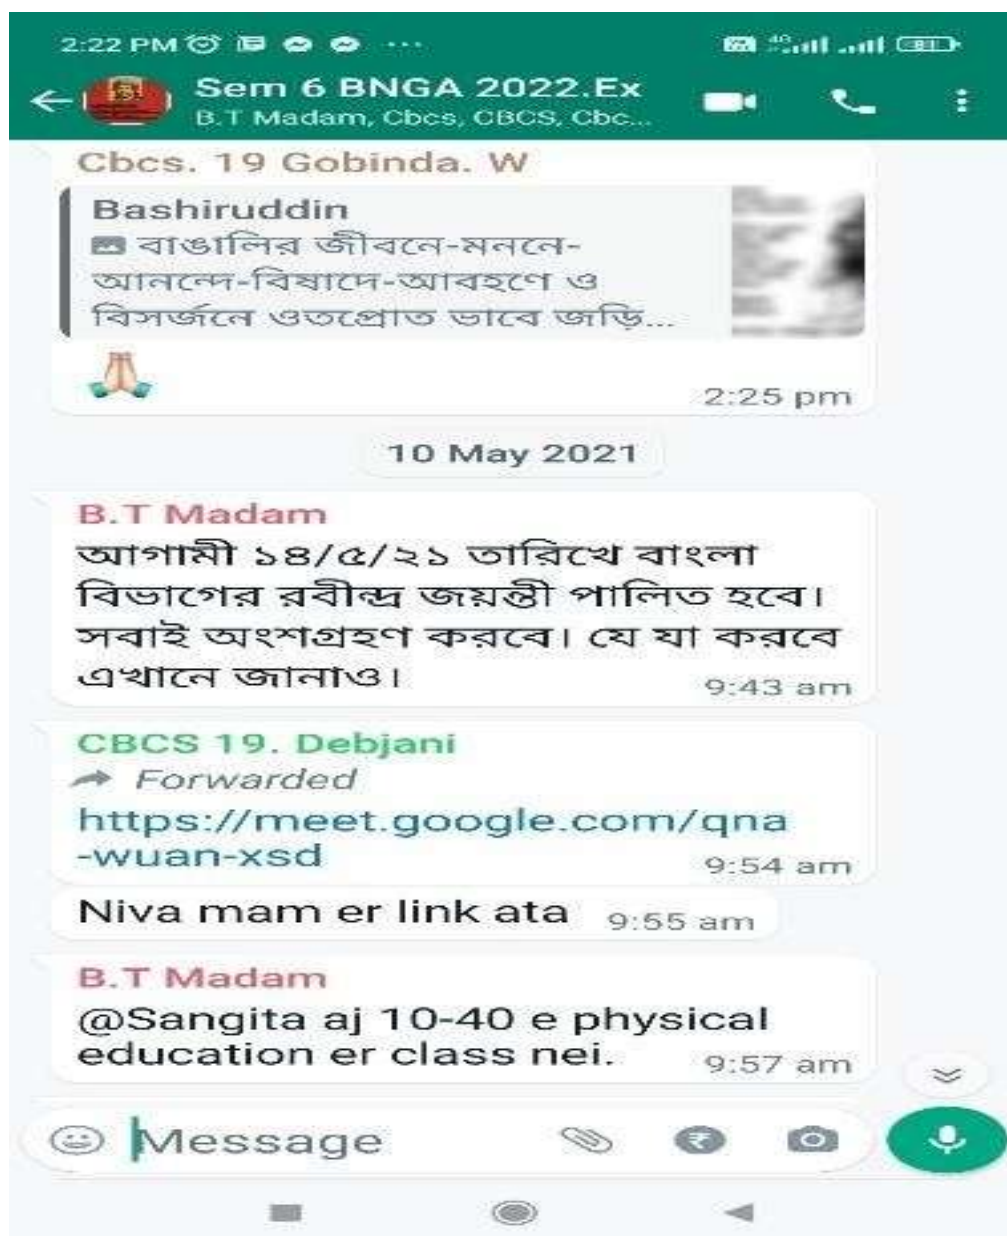 2:22 PM ...
Sem 6 BNGA 2022.Ex
B.T Madam, Cbcs, CBCS, Cbc...
Cbcs. 19 Gobinda. W
Bashiruddin
বাঙালির জীবনে-মননে-
আনন্দে-বিষাদে-আবহণে ও
বিসর্জনে ওতপ্রোত ভাবে জড়ি...
2:25 pm
10 May 2021
B.T Madam
আগামী ১৪/৫/২১ তারিখে বাংলা
বিভাগের রবীন্দ্র জয়ন্তী পালিত হবে।
সবাই অংশগ্রহণ করবে। যে যা করবে
এখানে জানাও।
9:43 am
CBCS 19. Debjani
Forwarded
https://meet.google.com/qna
-wuan-xsd
9:54 am
Niva mam er link ata 9:55 am
B.T Madam
@Sangita aj 10-40 e physical
education er class nei.
9:57 am
Message